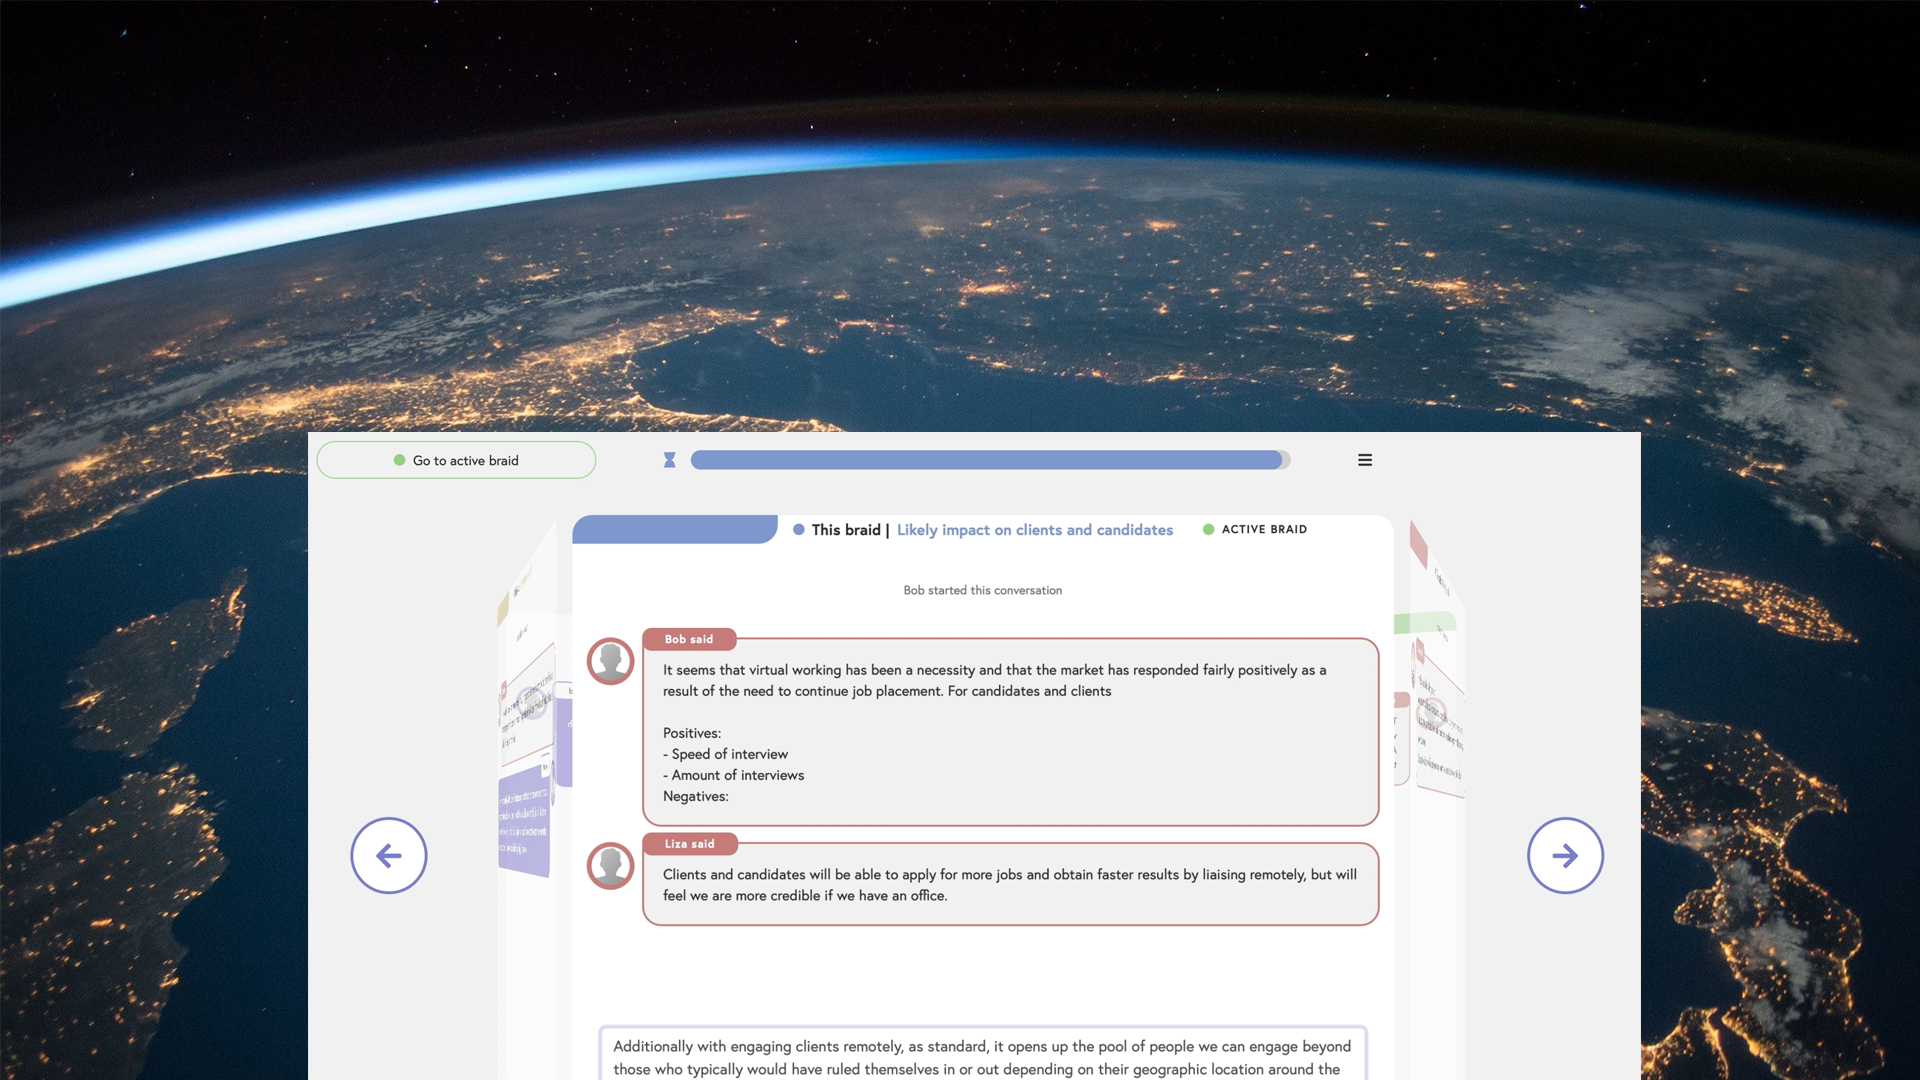 Go to active braid
This braid | Likely impact on clients and candidates
ACTIVE BRAID
Bob started this conversation
Bob said
It seems that virtual working has been a necessity and that the market has responded fairly positively as a
result of the need to continue job placement. For candidates and clients
Positives:
- Speed of interview
- Amount of interviews
Negatives:
Liza said
Clients and candidates will be able to apply for more jobs and obtain faster results by liaising remotely, but will
feel we are more credible if we have an office.
Additionally with engaging clients remotely, as standard, it opens up the pool of people we can engage beyond
those who typically would have ruled themselves in or out depending on their geographic location around the